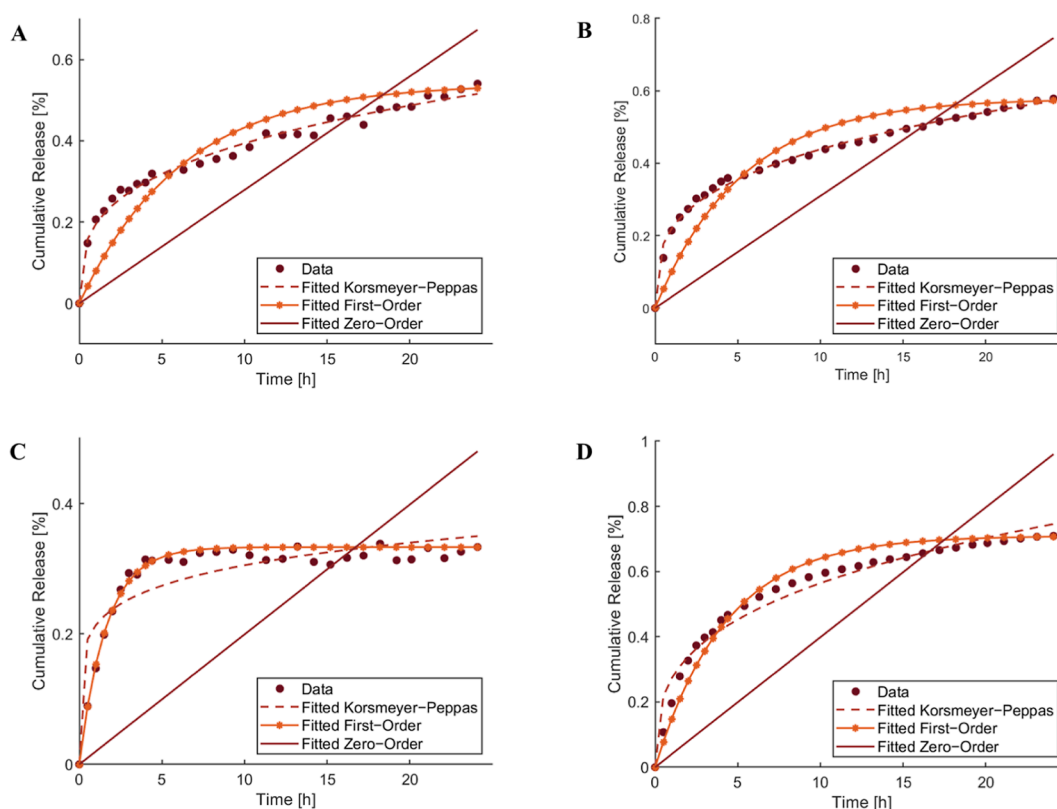 A
Cumulative Release [%]
0.6
0.4
0.2
0
Data
Fitted Korsmeyer-Peppas
Fitted First-Order
Fitted Zero-Order
0 5 10 15 20
Time [h]
B
Cumulative Release [%]
0.8
0.6
0.4
0.2
0
Data
Fitted Korsmeyer-Peppas
Fitted First-Order
Fitted Zero-Order
0 5 10 15 20
Time [h]
C
Cumulative Release [%]
0.4
0.2
0
Data
Fitted Korsmeyer-Peppas
Fitted First-Order
Fitted Zero-Order
0 5 10 15 20
Time [h]
D
Cumulative Release [%]
1
0.8
0.6
0.4
0.2
0
Data
Fitted Korsmeyer-Peppas
Fitted First-Order
Fitted Zero-Order
0 5 10 15 20
Time [h]